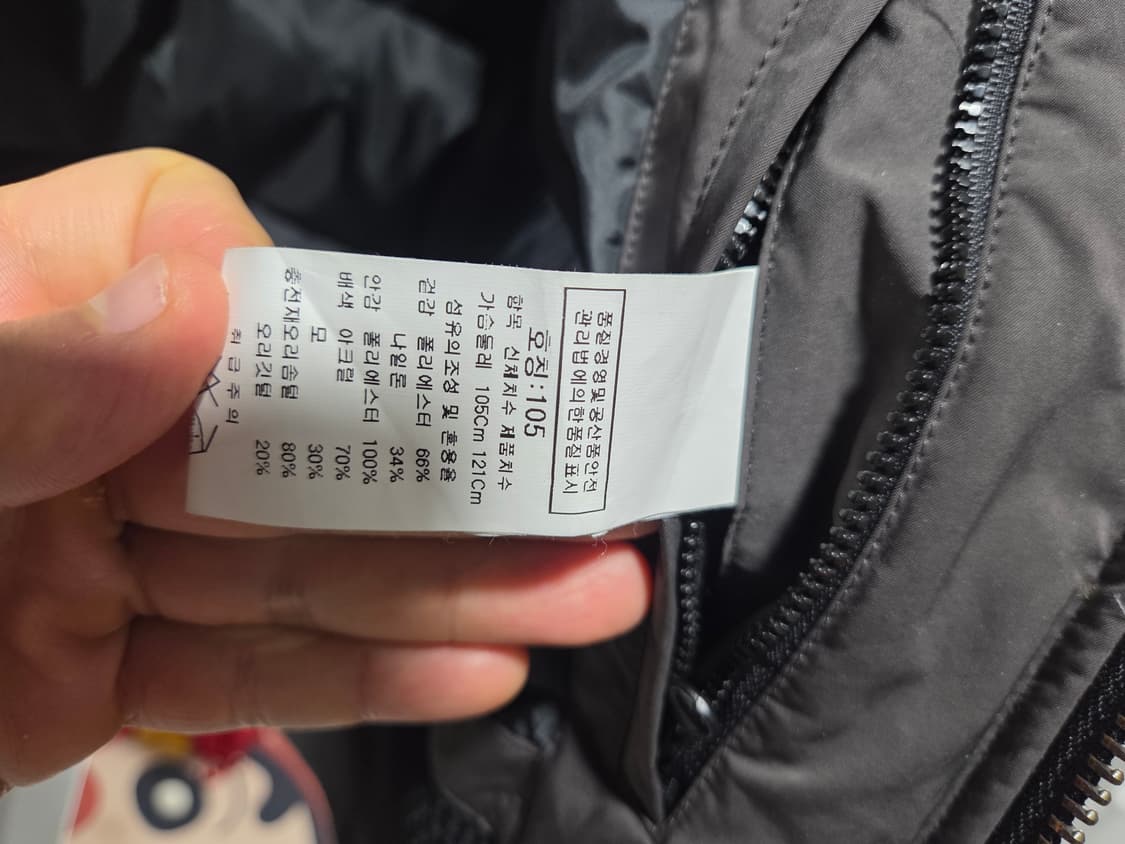 품질경영및공산품안전
관리법에의한품질표시
호칭:105
항목 신체치수 제품치수
가슴둘레 105Cm 121Cm
섬유의조성 및 혼용율
겉감 폴리에스터 66%
나일론 34%
안감 폴리에스터 100%
배색 아크릴 70%
모 30%
충전재오리솜털 80%
오리깃털 20%
취 급 주 의